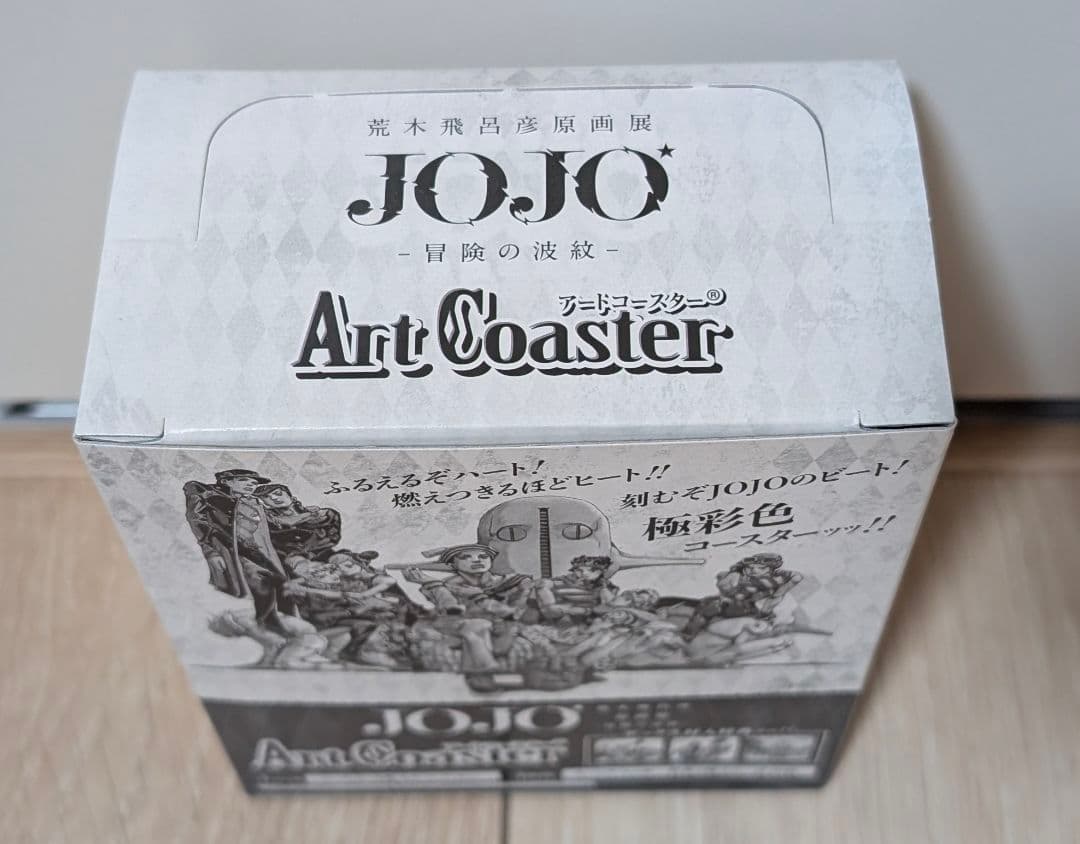 荒木飛呂彦原画展
JOJO★
-冒険の波紋-
アートコースター®
Art Coaster
ふるえるぞハート!
燃えつきるほどヒート!!
刻むぞJOJOのビート!
極彩色
コースターッッ!!
JOJO
Art Coaster